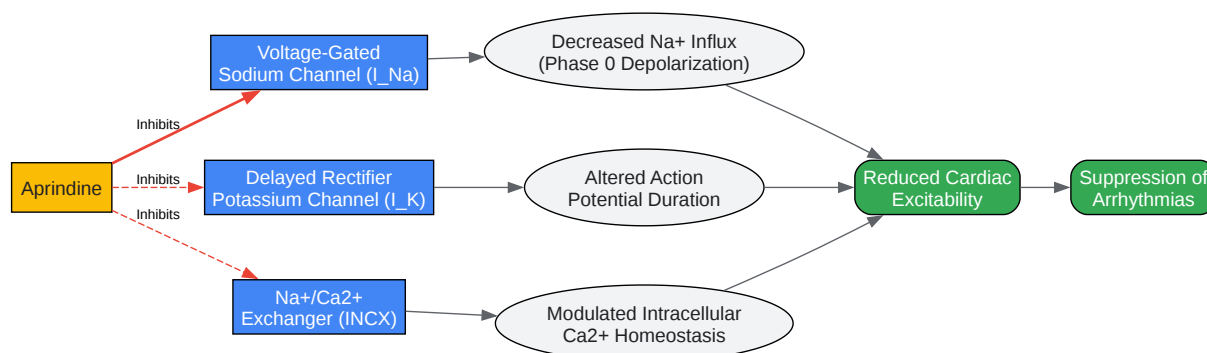 Voltage-Gated
Sodium Channel (I_Na)
Decreased Na+ Influx
(Phase 0 Depolarization)
Inhibits
Aprindine
Inhibits
Delayed Rectifier
Potassium Channel (I_K)
Altered Action
Potential Duration
Reduced Cardiac
Excitability
Suppression of
Arrhythmias
Inhibits
Na+/Ca2+
Exchanger (INCX)
Modulated Intracellular
Ca2+ Homeostasis